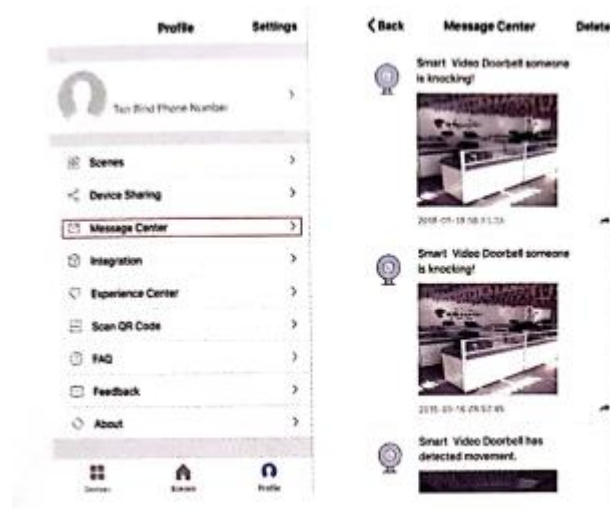 Profile
Settings
Tap Bind Phone Number
Scenes
Device Sharing
Message Center
Integration
Experience Center
Scan QR Code
FAQ
Feedback
About
Scenes
Profile
Back
Message Center
Delete
Smart Video Doorbell someone
is knocking!
Smart Video Doorbell someone
is knocking!
Smart Video Doorbell has
detected movement.